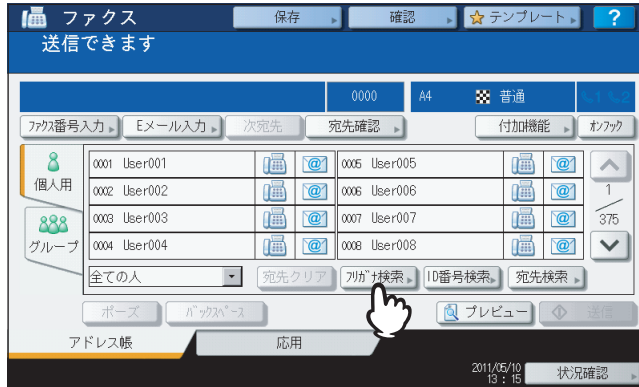 ファクス 保存 確認 テンプレート ?
送信できます
0000 A4 普通 1 2
ファクス番号入力 Eメール入力 次宛先 宛先確認 付加機能 オンフック
個人用
グループ
0001 User001
0002 User002
0003 User003
0004 User004
0005 User005
0006 User006
0007 User007
0008 User008
1
375
全ての人 宛先クリア フリガナ検索 ID番号検索 宛先検索
ポーズ バックスペース プレビュー 送信
アドレス帳 応用
2011/05/10
13 : 15
状況確認